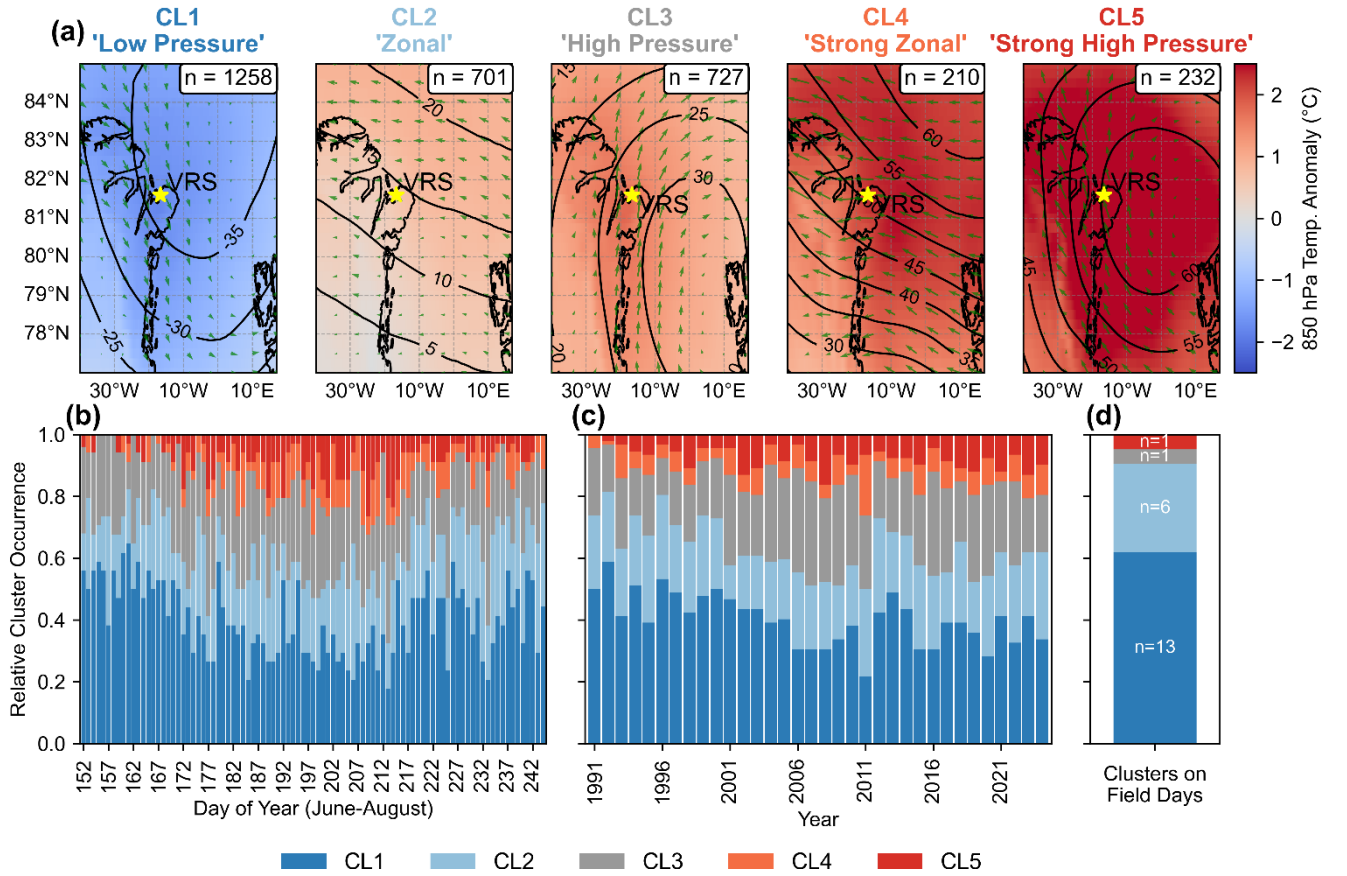 (a)
CL1
'Low Pressure'
CL2
'Zonal'
CL3
'High Pressure'
CL4
'Strong Zonal'
CL5
'Strong High Pressure'
n = 1258
n = 701
n = 727
n = 210
n = 232
84°N
83°N
82°N
81°N
80°N
79°N
78°N
VRS
-35
-30
-25
VRS
20
15
10
5
VRS
15
25
30
20
VRS
60
55
50
45
40
35
30
VRS
45
60
55
50
30°W 10°W 10°E
30°W 10°W 10°E
30°W 10°W 10°E
30°W 10°W 10°E
30°W 10°W 10°E
2
1
0
−1
−2
850 hPa Temp. Anomaly (°C)
(b)
1.0
0.8
0.6
0.4
0.2
0.0
Relative Cluster Occurrence
152 157 162 167 172 177 182 187 192 197 202 207 212 217 222 227 232 237 242
Day of Year (June-August)
(c)
1991 1996 2001 2006 2011 2016 2021
Year
(d)
n=1
n=1
n=6
n=13
Clusters on
Field Days
CL1 CL2 CL3 CL4 CL5